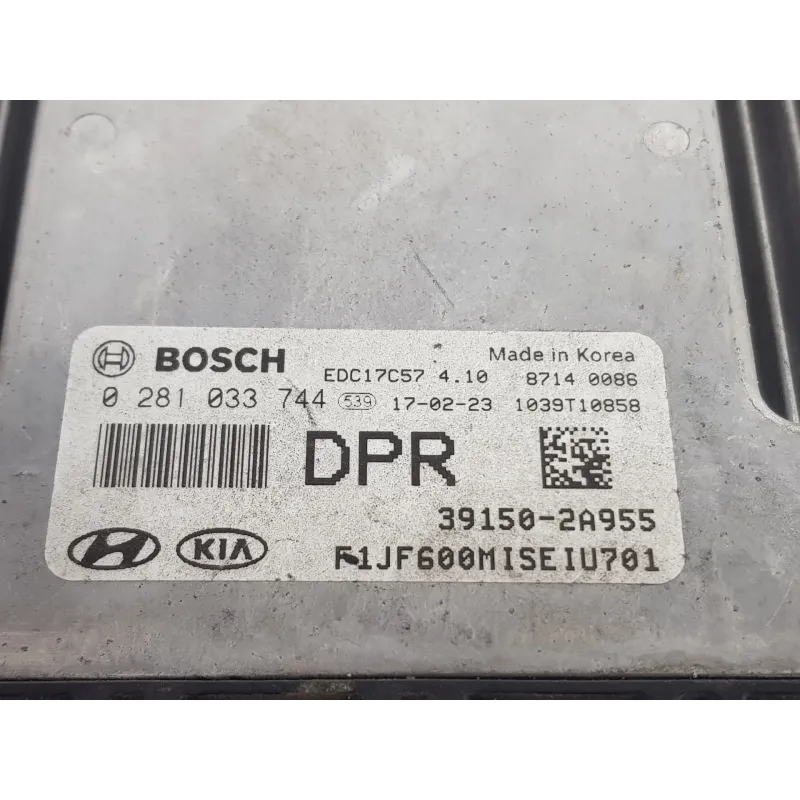 BOSCH EDC17C57 4.10 Made in Korea 8714 0086
0 281 033 744 539 17-02-23 1039T10858
DPR
39150-2A955
KIA F1JF600MISEIU701